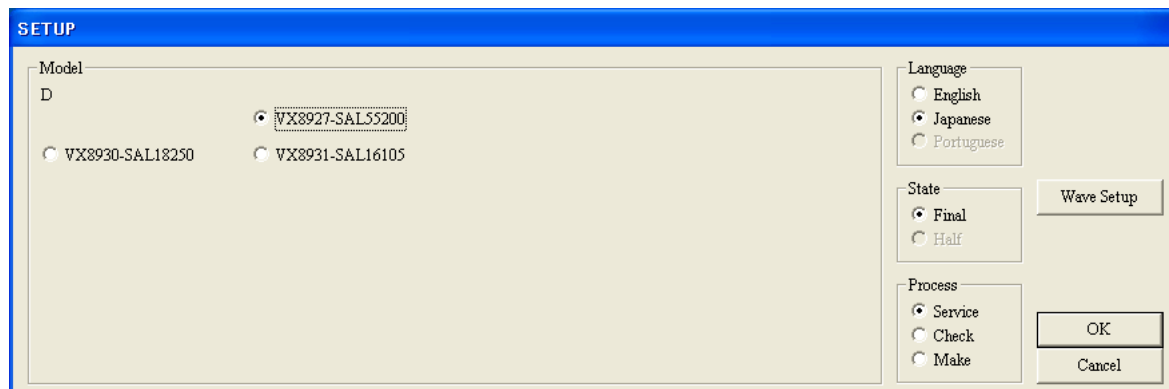 SETUP
Model
D
VX8927-SAL55200
VX8930-SAL18250 VX8931-SAL16105
Language
English
Japanese
Portuguese
State
Final
Half
Process
Service
Check
Make
Wave Setup
OK
Cancel